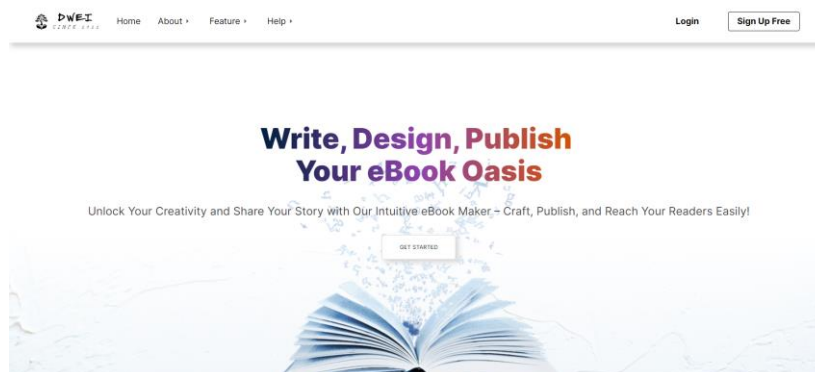 DWEI
Home About Feature Help
Login Sign Up Free
Write, Design, Publish
Your eBook Oasis
Unlock Your Creativity and Share Your Story with Our Intuitive eBook Maker – Craft, Publish, and Reach Your Readers Easily!
GET STARTED